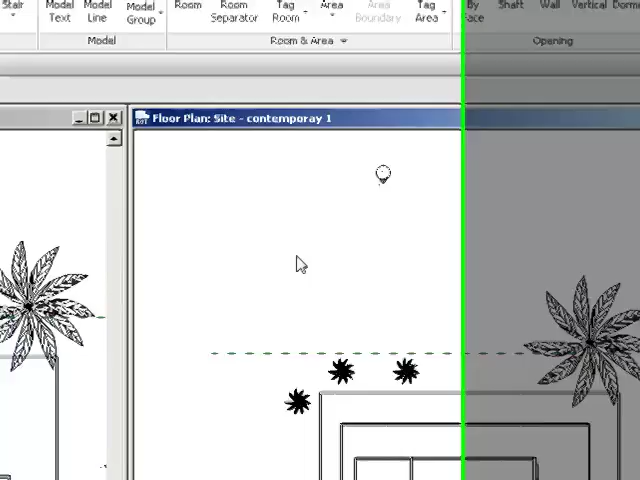 Stair Model Text Model Line Model Group Room Room Separator Tag Room Area Area Boundary Tag Area By Face Shaft Wall Vertical
Model Room & Area Opening
Floor Plan: Site - contemporay 1